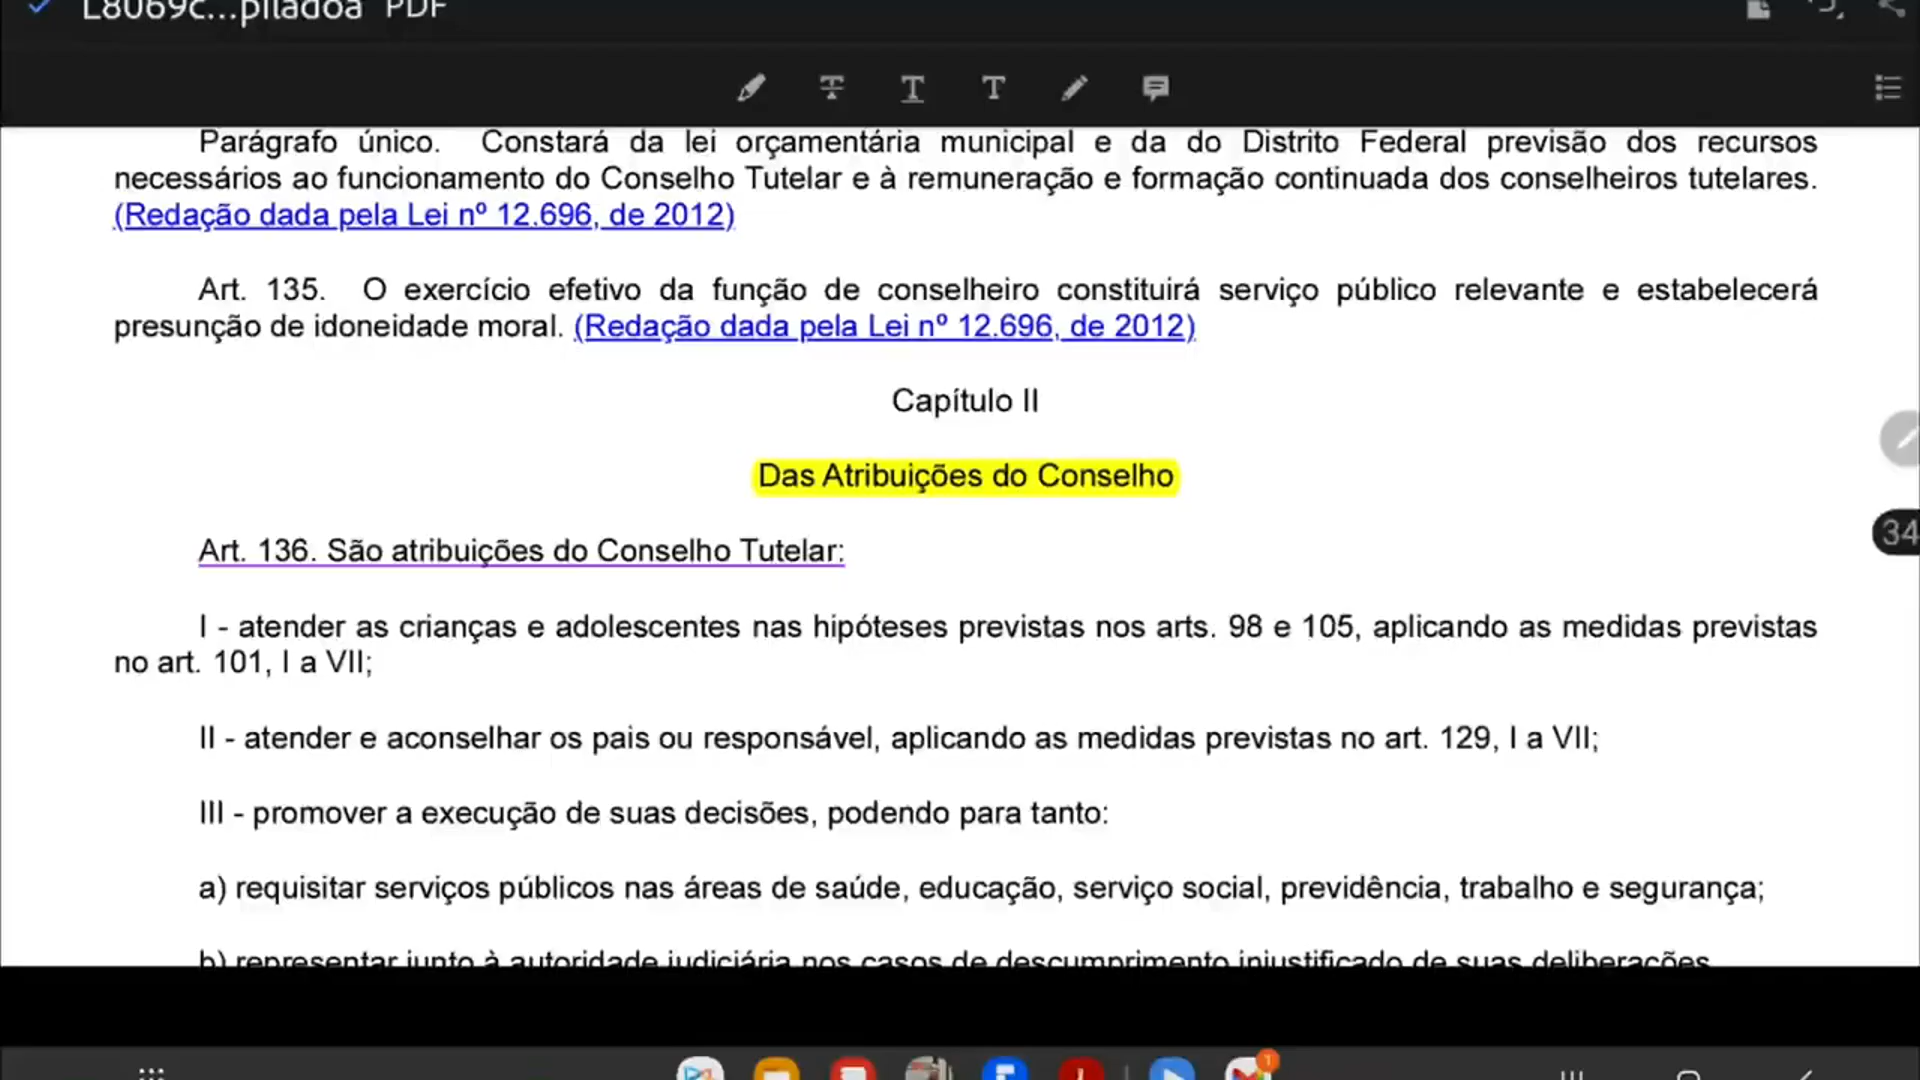 L8069c...piladoa PDF
Parágrafo único. Constará da lei orçamentária municipal e da do Distrito Federal previsão dos recursos
necessários ao funcionamento do Conselho Tutelar e à remuneração e formação continuada dos conselheiros tutelares.
(Redação dada pela Lei nº 12.696, de 2012)
Art. 135. O exercício efetivo da função de conselheiro constituirá serviço público relevante e estabelecerá
presunção de idoneidade moral. (Redação dada pela Lei nº 12.696, de 2012)
Capítulo II
Das Atribuições do Conselho
34
Art. 136. São atribuições do Conselho Tutelar:
I - atender as crianças e adolescentes nas hipóteses previstas nos arts. 98 e 105, aplicando as medidas previstas
no art. 101, I a VII;
II - atender e aconselhar os pais ou responsável, aplicando as medidas previstas no art. 129, I a VII;
III - promover a execução de suas decisões, podendo para tanto:
a) requisitar serviços públicos nas áreas de saúde, educação, serviço social, previdência, trabalho e segurança;
b) representar junto à autoridade judiciária nos casos de descumprimento injustificado de suas deliberações
1